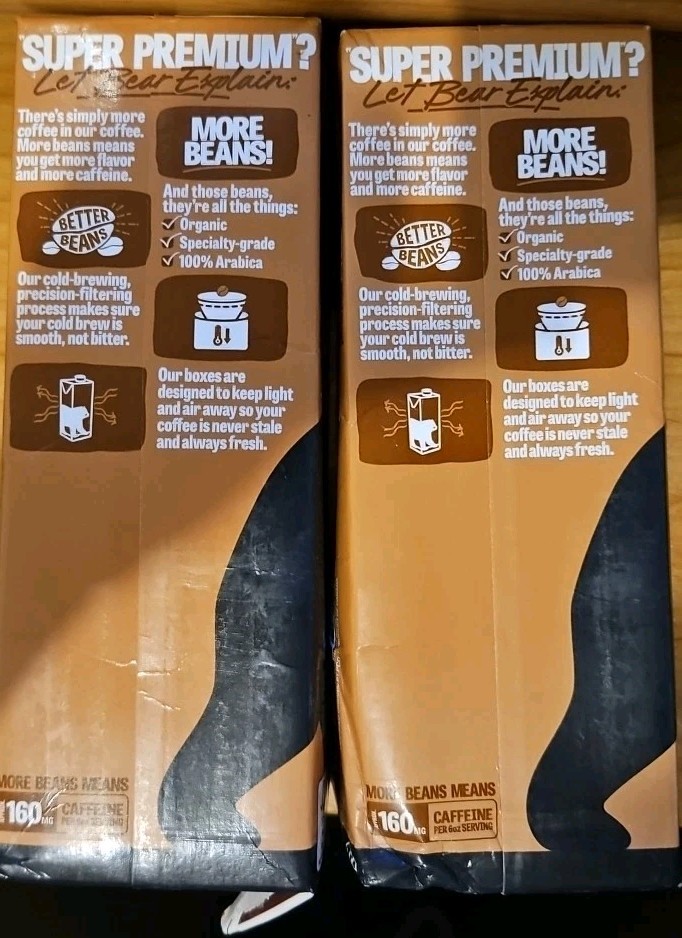 "SUPER PREMIUM"?
Let Bear Explain:
There's simply more
coffee in our coffee.
More beans means
you get more flavor
and more caffeine.
MORE
BEANS!
BETTER
BEANS
And those beans,
they're all the things:
Organic
Specialty-grade
100% Arabica
Our cold-brewing,
precision-filtering
process makes sure
your cold brew is
smooth, not bitter.
Our boxes are
designed to keep light
and air away so your
coffee is never stale
and always fresh.
MORE BEANS MEANS
160MG
CAFFEINE
PER 6oz SERVING
"SUPER PREMIUM"?
Let Bear Explain:
There's simply more
coffee in our coffee.
More beans means
you get more flavor
and more caffeine.
MORE
BEANS!
BETTER
BEANS
And those beans,
they're all the things:
Organic
Specialty-grade
100% Arabica
Our cold-brewing,
precision-filtering
process makes sure
your cold brew is
smooth, not bitter.
Our boxes are
designed to keep light
and air away so your
coffee is never stale
and always fresh.
MORE BEANS MEANS
160MG
CAFFEINE
PER 6oz SERVING